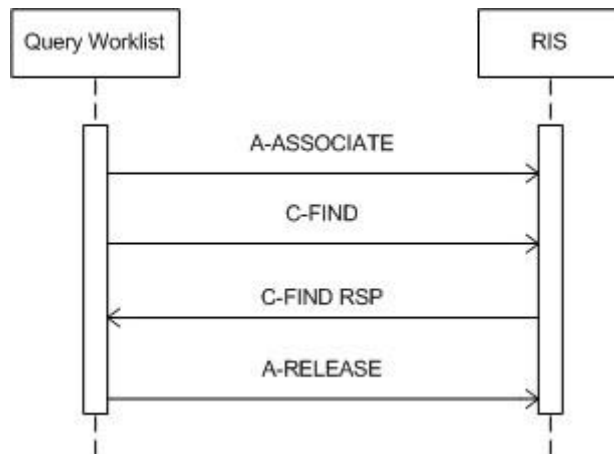 Query Worklist
RIS
A-ASSOCIATE
C-FIND
C-FIND RSP
A-RELEASE